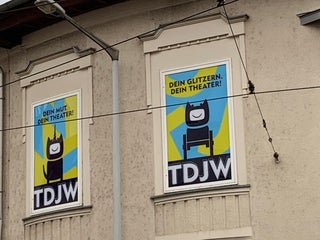 DEIN MUT.
DEIN THEATER!
TDJW
DEIN GLITZERN.
DEIN THEATER!
TDJW